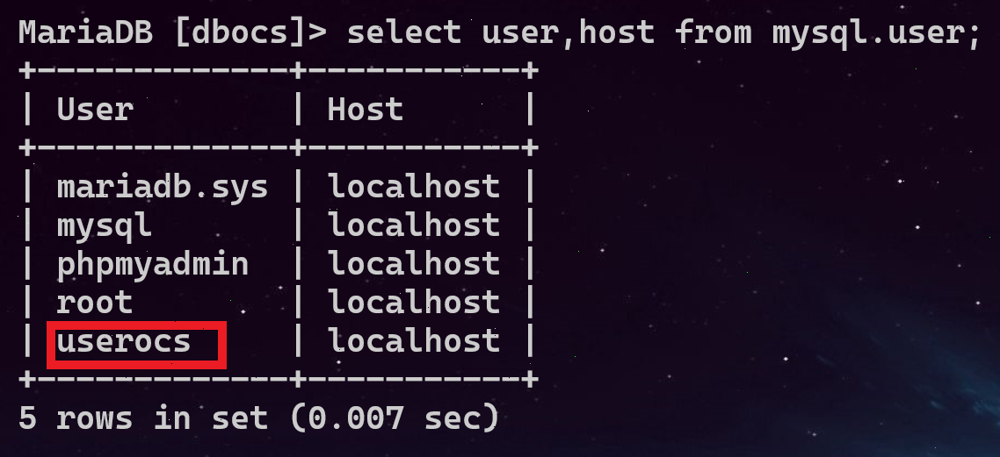 MariaDB [dbocs]> select user,host from mysql.user;
+-------------+-----------+
| User        | Host      |
+-------------+-----------+
| mariadb.sys | localhost |
| mysql       | localhost |
| phpmyadmin  | localhost |
| root        | localhost |
| userocs     | localhost |
+-------------+-----------+
5 rows in set (0.007 sec)